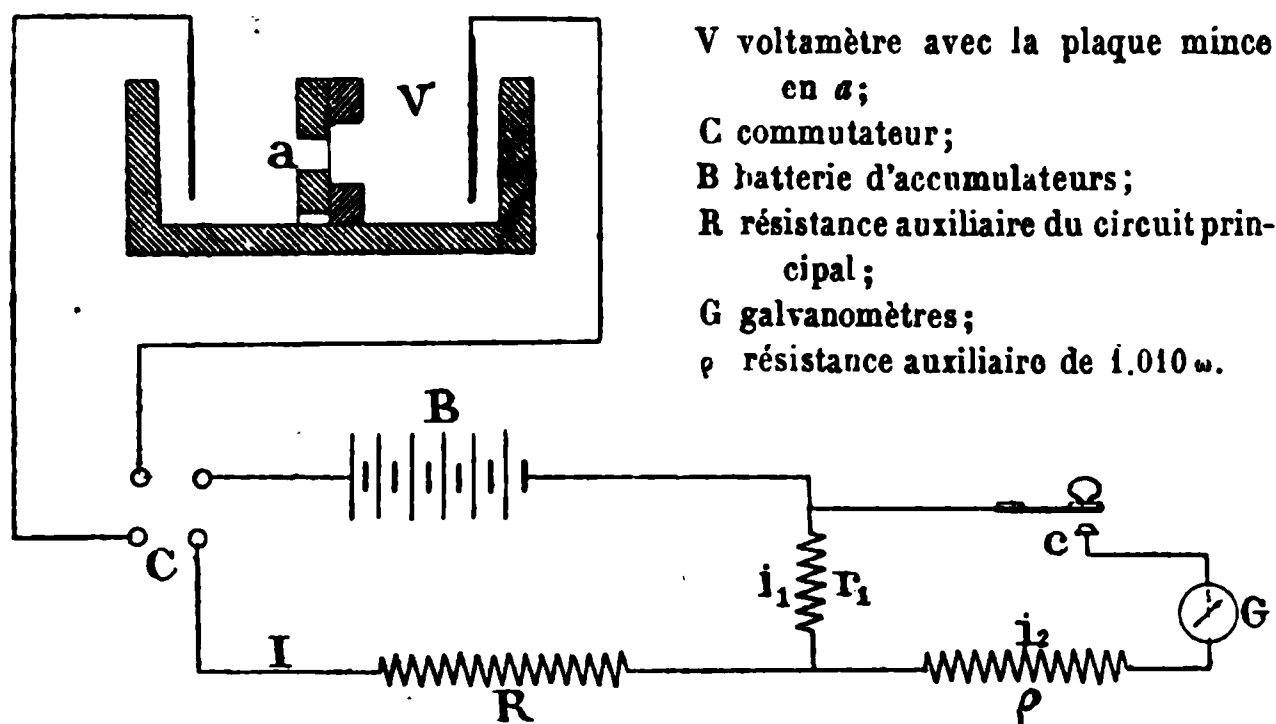 V voltamètre avec la plaque mince
en a;
C commutateur;
B batterie d'accumulateurs;
R résistance auxiliaire du circuit prin-
cipal;
G galvanomètres;
ρ résistance auxiliaire de 1.010 ω.
V
a
B
C
c
i₁ r₁
G
I
i₂
R
ρ